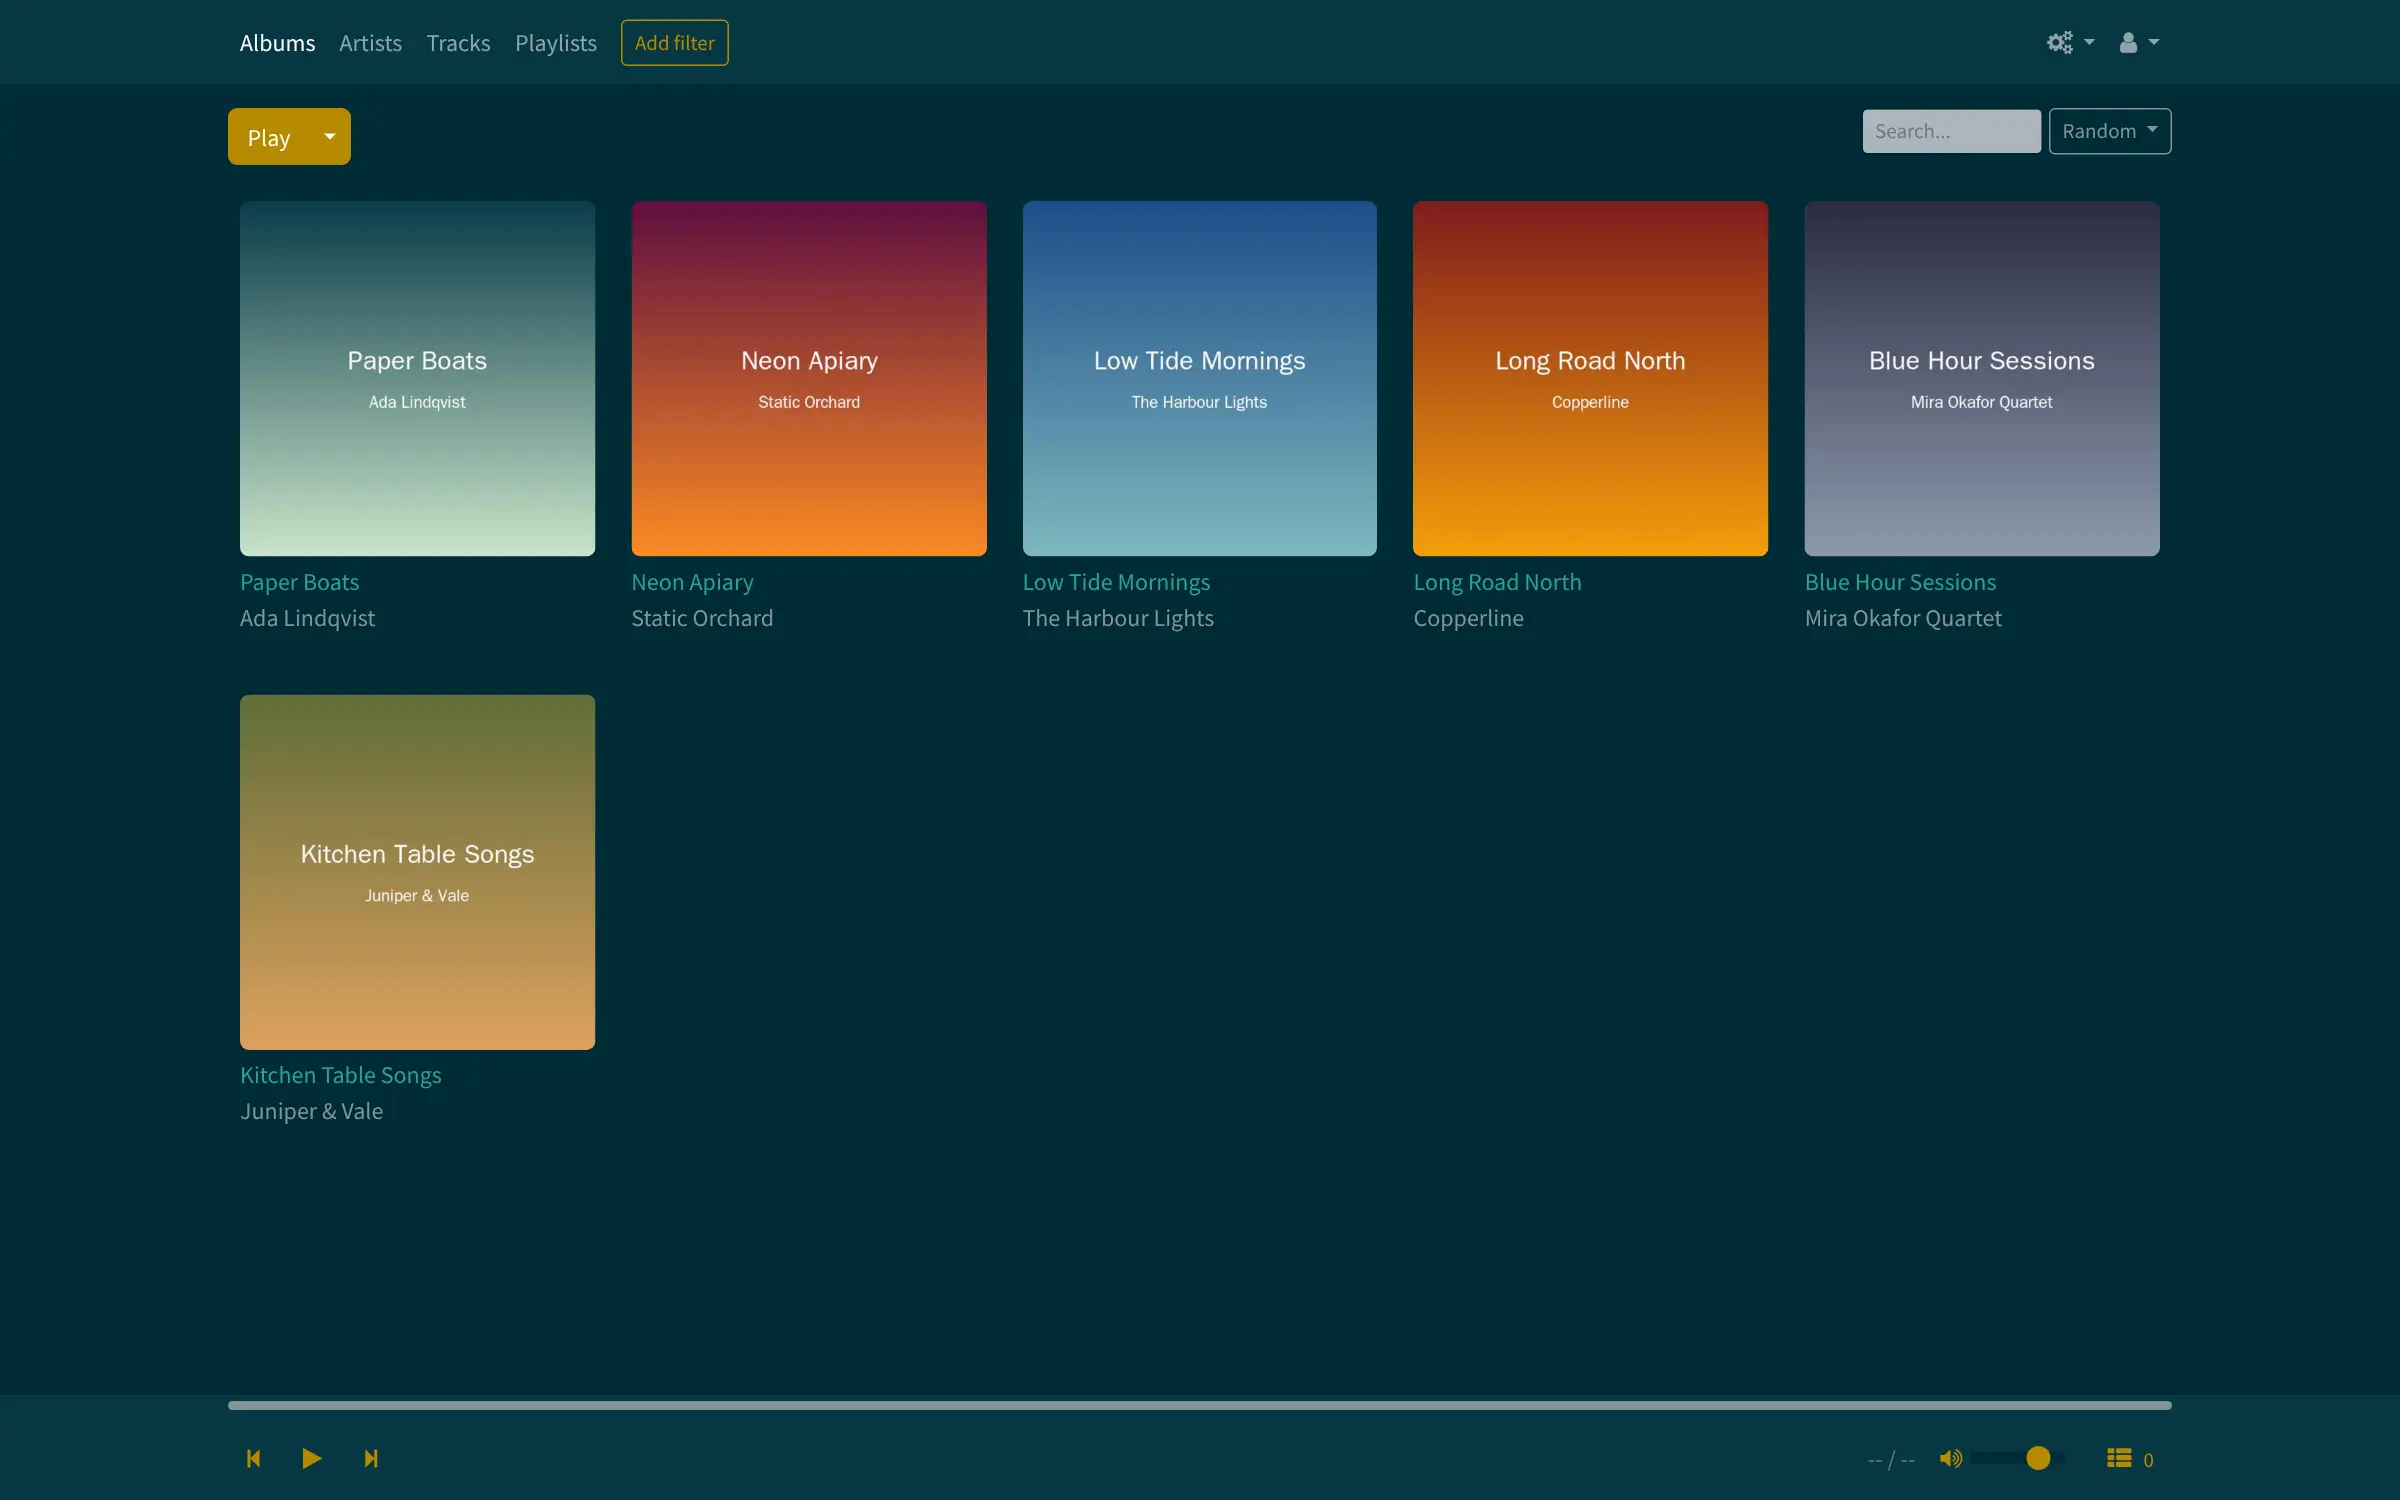 Albums Artists Tracks Playlists Add filter
Play
Search... Random
Paper Boats
Ada Lindqvist
Neon Apiary
Static Orchard
Low Tide Mornings
The Harbour Lights
Long Road North
Copperline
Blue Hour Sessions
Mira Okafor Quartet
Paper Boats
Ada Lindqvist
Neon Apiary
Static Orchard
Low Tide Mornings
The Harbour Lights
Long Road North
Copperline
Blue Hour Sessions
Mira Okafor Quartet
Kitchen Table Songs
Juniper & Vale
Kitchen Table Songs
Juniper & Vale
-- / -- 0